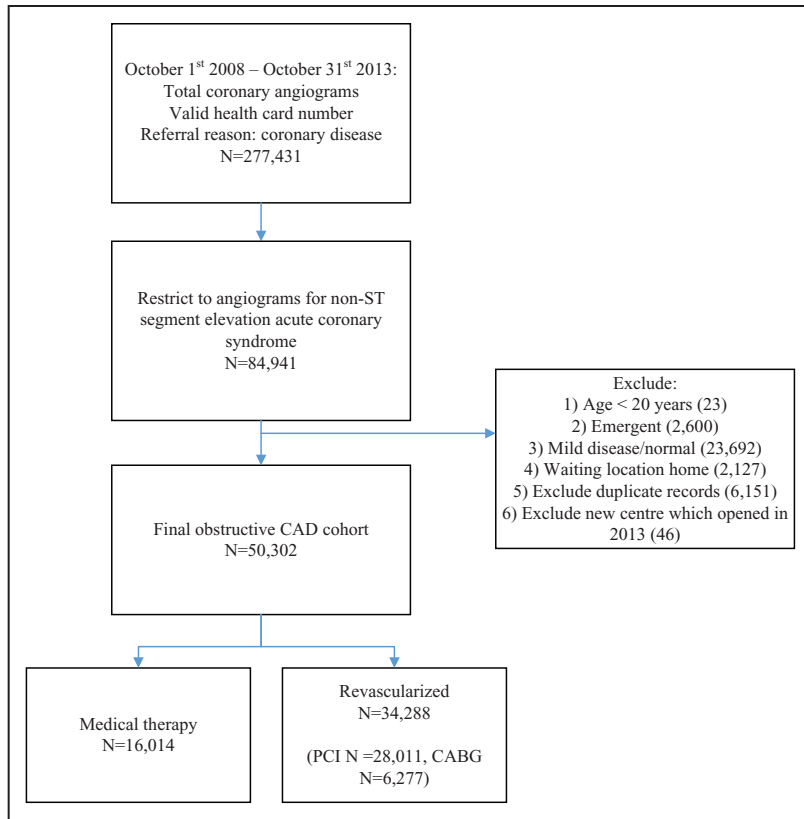 October 1st 2008 – October 31st 2013:
Total coronary angiograms
Valid health card number
Referral reason: coronary disease
N=277,431
Restrict to angiograms for non-ST
segment elevation acute coronary
syndrome
N=84,941
Exclude:
1) Age < 20 years (23)
2) Emergent (2,600)
3) Mild disease/normal (23,692)
4) Waiting location home (2,127)
5) Exclude duplicate records (6,151)
6) Exclude new centre which opened in
2013 (46)
Final obstructive CAD cohort
N=50,302
Medical therapy
N=16,014
Revascularized
N=34,288
(PCI N =28,011, CABG
N=6,277)